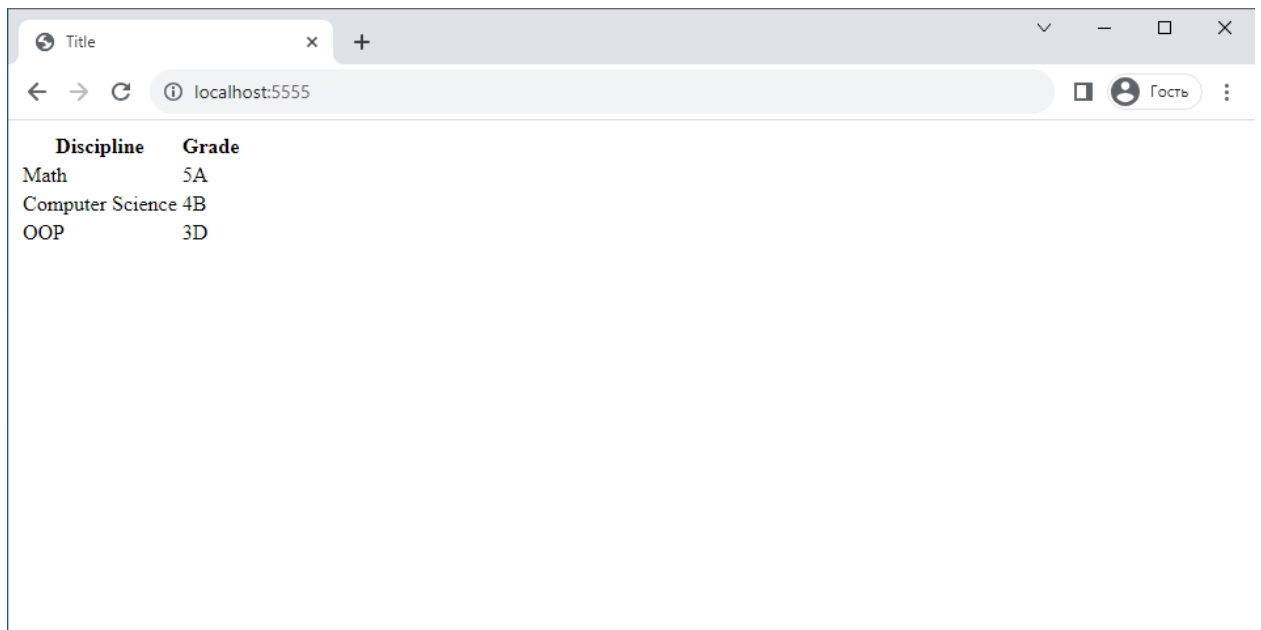 Title
localhost:5555
Гость
Discipline Grade
Math 5A
Computer Science 4B
OOP 3D